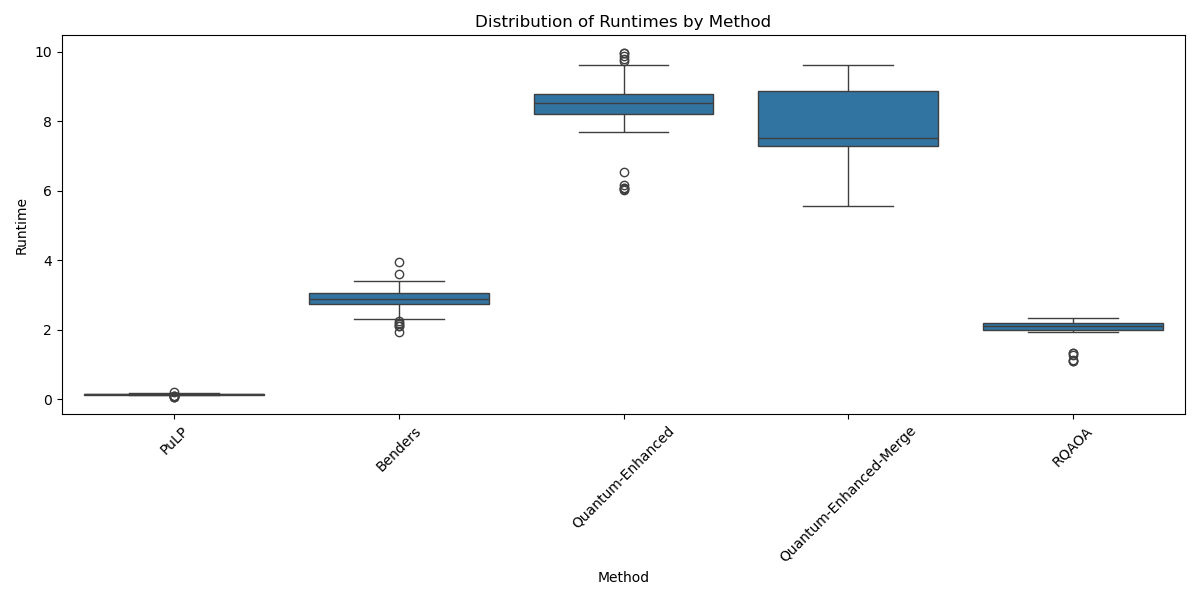 Distribution of Runtimes by Method
Runtime
10
8
6
4
2
0
PuLP
Benders
Quantum-Enhanced
Quantum-Enhanced-Merge
RQAOA
Method